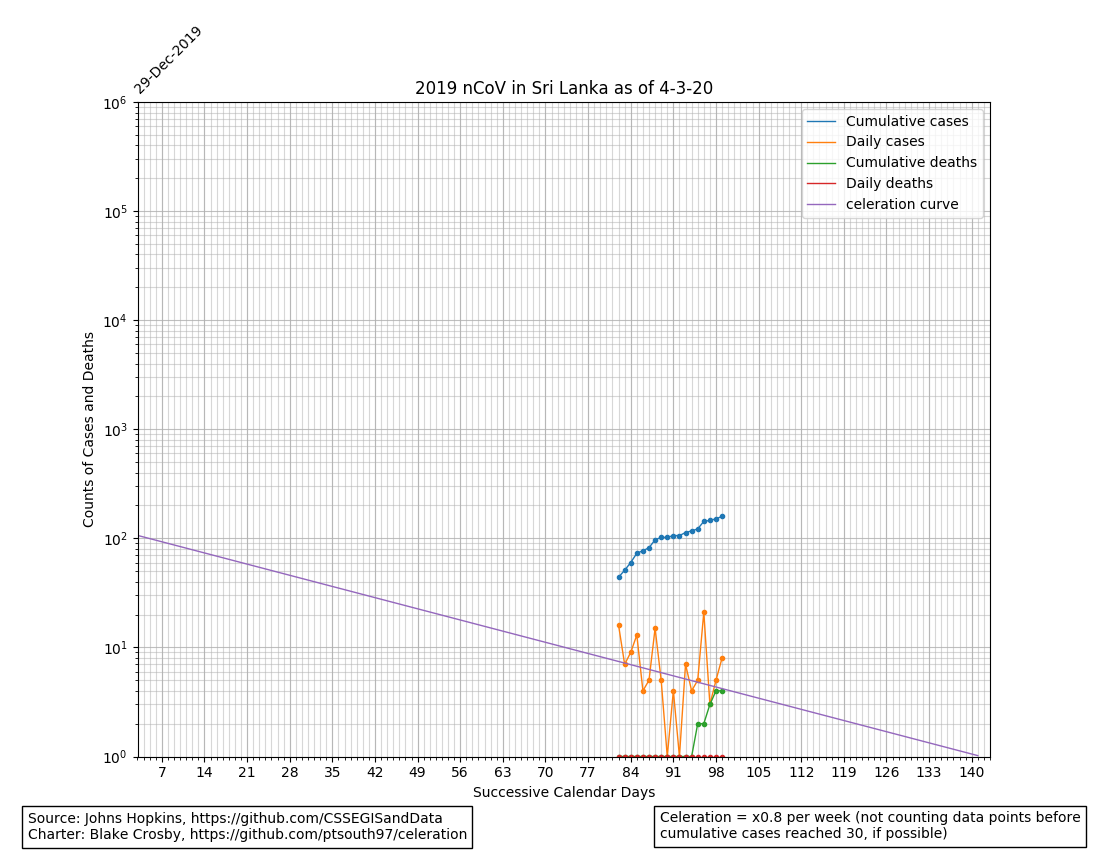 29-Dec-2019
2019 nCoV in Sri Lanka as of 4-3-20
Cumulative cases
Daily cases
Cumulative deaths
Daily deaths
celeration curve
Counts of Cases and Deaths
10^6
10^5
10^4
10^3
10^2
10^1
10^0
7 14 21 28 35 42 49 56 63 70 77 84 91 98 105 112 119 126 133 140
Successive Calendar Days
Source: Johns Hopkins, https://github.com/CSSEGISandData
Charter: Blake Crosby, https://github.com/ptsouth97/celeration
Celeration = x0.8 per week (not counting data points before
cumulative cases reached 30, if possible)